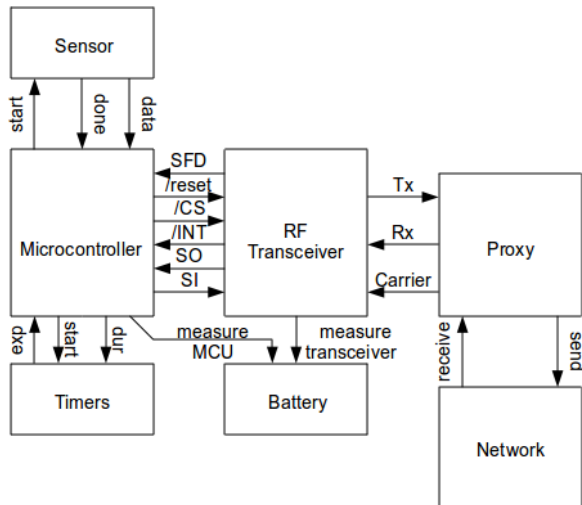 Sensor
start
done
data
SFD
/reset
/CS
/INT
SO
SI
Microcontroller
RF
Transceiver
Tx
Rx
Carrier
Proxy
exe
start
dur
measure
MCU
measure
transceiver
receive
send
Timers
Battery
Network